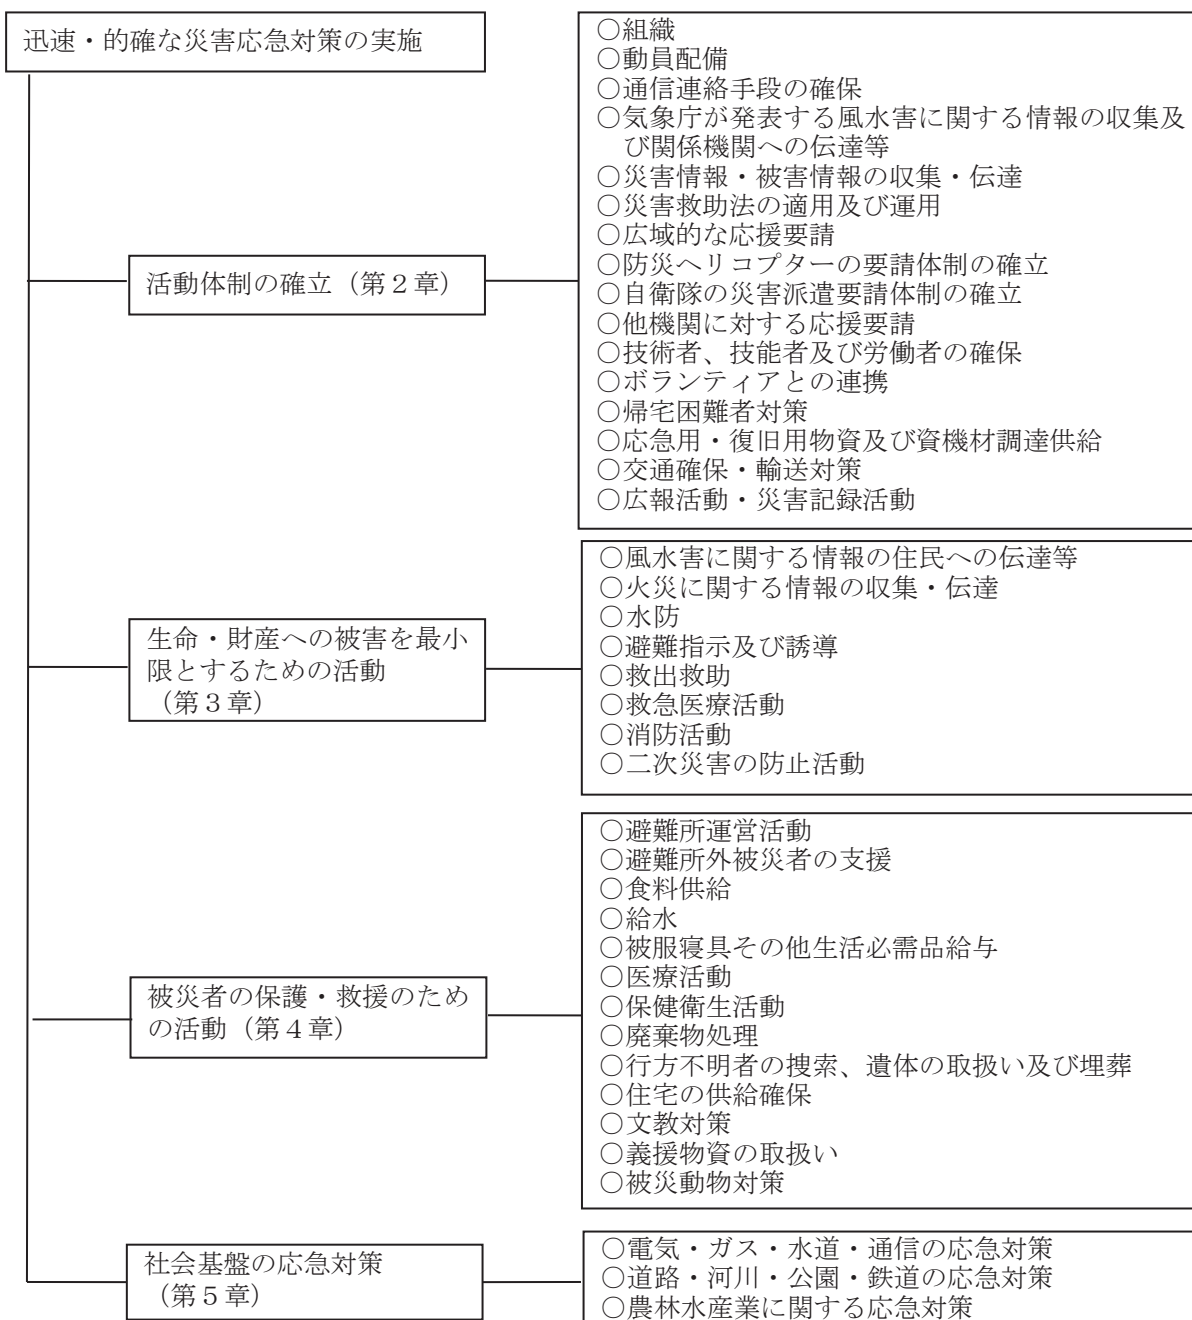 迅速・的確な災害応急対策の実施
活動体制の確立（第２章）
○組織
○動員配備
○通信連絡手段の確保
○気象庁が発表する風水害に関する情報の収集及
び関係機関への伝達等
○災害情報・被害情報の収集・伝達
○災害救助法の適用及び運用
○広域的な応援要請
○防災ヘリコプターの要請体制の確立
○自衛隊の災害派遣要請体制の確立
○他機関に対する応援要請
○技術者、技能者及び労働者の確保
○ボランティアとの連携
○帰宅困難者対策
○応急用・復旧用物資及び資機材調達供給
○交通確保・輸送対策
○広報活動・災害記録活動
生命・財産への被害を最小
限とするための活動
（第３章）
○風水害に関する情報の住民への伝達等
○火災に関する情報の収集・伝達
○水防
○避難指示及び誘導
○救出救助
○救急医療活動
○消防活動
○二次災害の防止活動
被災者の保護・救援のため
の活動（第４章）
○避難所運営活動
○避難所外被災者の支援
○食料供給
○給水
○被服寝具その他生活必需品給与
○医療活動
○保健衛生活動
○廃棄物処理
○行方不明者の捜索、遺体の取扱い及び埋葬
○住宅の供給確保
○文教対策
○義援物資の取扱い
○被災動物対策
社会基盤の応急対策
（第５章）
○電気・ガス・水道・通信の応急対策
○道路・河川・公園・鉄道の応急対策
○農林水産業に関する応急対策